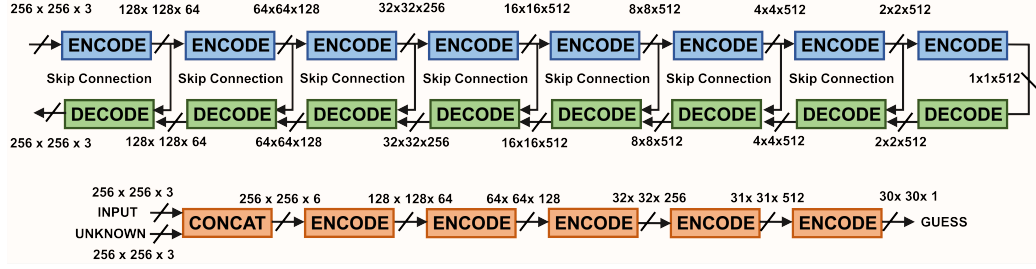 256 x 256 x 3 128x 128x 64 64x64x128 32x32x256 16x16x512 8x8x512 4x4x512 2x2x512
ENCODE ENCODE ENCODE ENCODE ENCODE ENCODE ENCODE ENCODE
Skip Connection Skip Connection Skip Connection Skip Connection Skip Connection Skip Connection Skip Connection 1x1x512
DECODE DECODE DECODE DECODE DECODE DECODE DECODE DECODE
256 x 256 x 3 128x 128x 64 64x64x128 32x32x256 16x16x512 8x8x512 4x4x512 2x2x512
256 x 256 x 3 256 x 256 x 6 128 x 128x 64 64x 64x 128 32x 32x 256 31x 31x 512 30x 30x 1
INPUT
CONCAT ENCODE ENCODE ENCODE ENCODE ENCODE GUESS
UNKNOWN
256 x 256 x 3